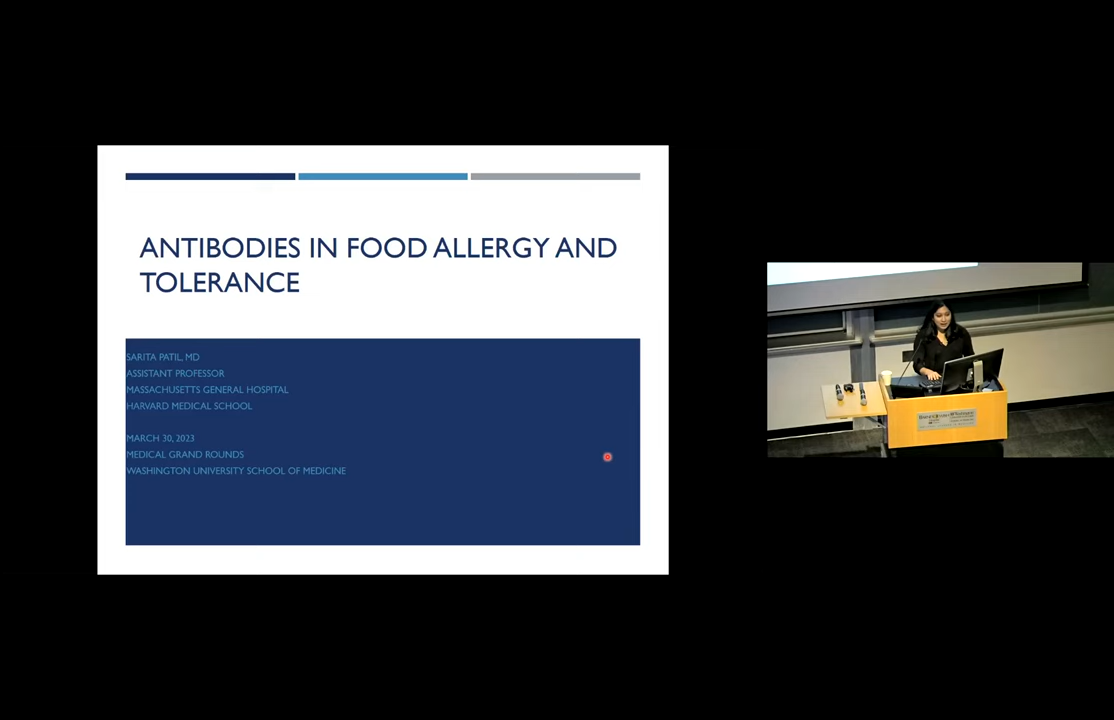 ANTIBODIES IN FOOD ALLERGY AND
TOLERANCE
SARITA PATIL, MD
ASSISTANT PROFESSOR
MASSACHUSETTS GENERAL HOSPITAL
HARVARD MEDICAL SCHOOL
MARCH 30, 2023
MEDICAL GRAND ROUNDS
WASHINGTON UNIVERSITY SCHOOL OF MEDICINE